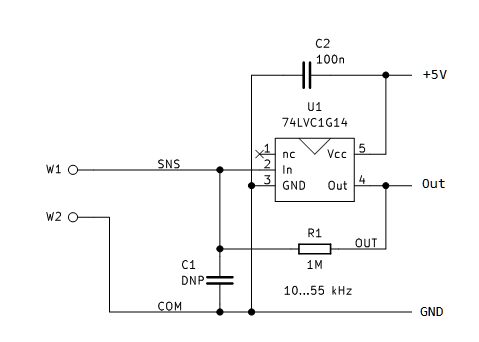 C2
100n
+5V
U1
74LVC1G14
1 nc Vcc 5
2 In
3 GND Out 4
W1 SNS
Out
W2
R1
OUT
1M
C1
DNP
10...55 kHz
COM
GND